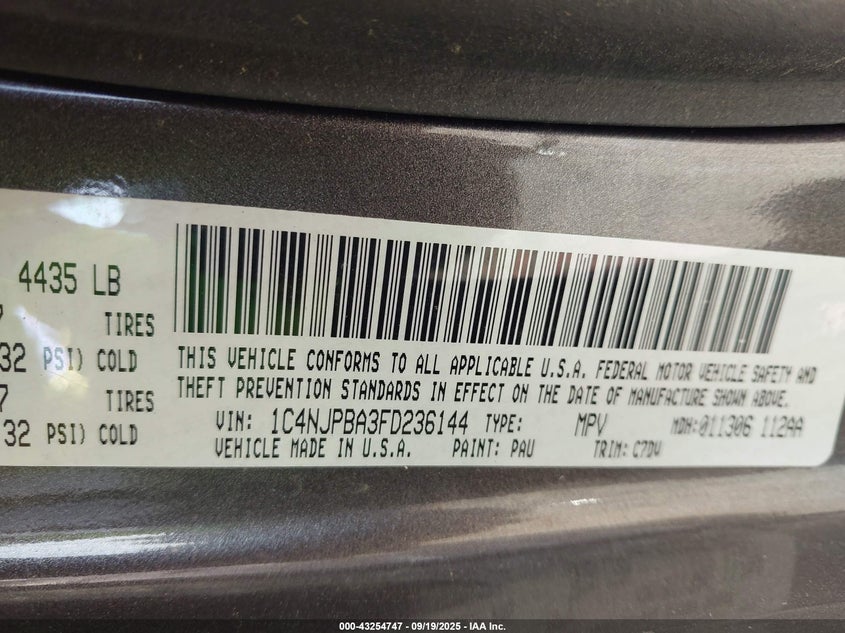 4435 LB
7 TIRES
32 PSI) COLD
7 TIRES
32 PSI) COLD
THIS VEHICLE CONFORMS TO ALL APPLICABLE U.S.A. FEDERAL MOTOR VEHICLE SAFETY AND
THEFT PREVENTION STANDARDS IN EFFECT ON THE DATE OF MANUFACTURE SHOWN ABOVE.
VIN: 1C4NJPBA3FD236144 TYPE: MPV MDH:011306 112AA
VEHICLE MADE IN U.S.A. PAINT: PAU TRIM: C7DV
000-43254747 - 09/19/2025 - IAA Inc.